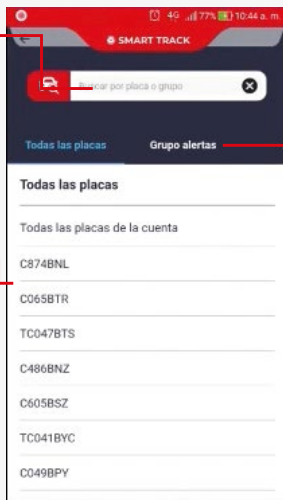 4G 77% 10:44 a. m.
SMART TRACK
Buscar por placa o grupo
Todas las placas Grupo alertas
Todas las placas
Todas las placas de la cuenta
C874BNL
C065BTR
TC047BTS
C486BNZ
C605BSZ
TC041BYC
C049BPY